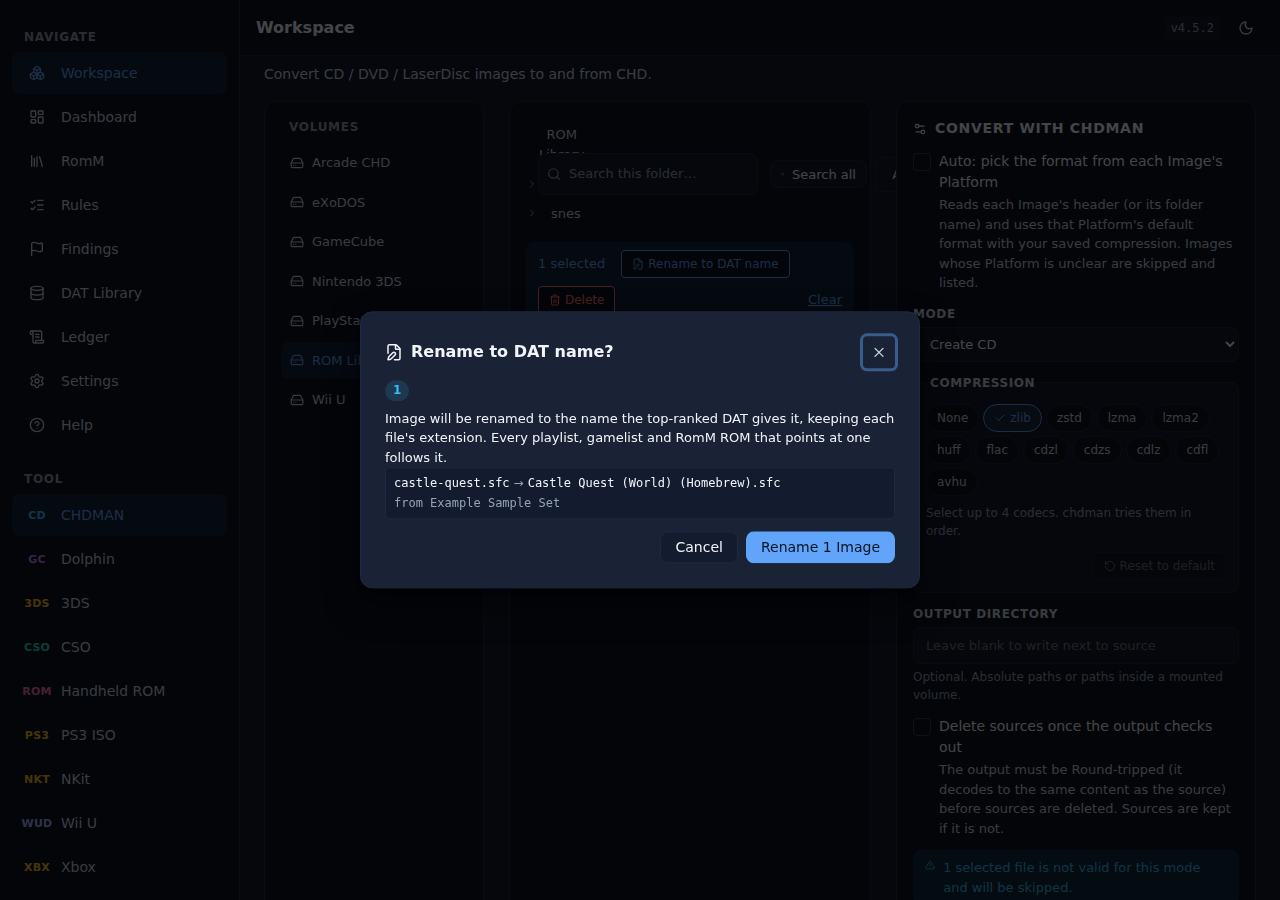 NAVIGATE
Workspace
Dashboard
RomM
Rules
Findings
DAT Library
Ledger
Settings
Help
TOOL
CD CHDMAN
GC Dolphin
3DS 3DS
CSO CSO
ROM Handheld ROM
PS3 PS3 ISO
NKT NKit
WUD Wii U
XBX Xbox
Workspace
v4.5.2
Convert CD / DVD / LaserDisc images to and from CHD.
VOLUMES
Arcade CHD
eXoDOS
GameCube
Nintendo 3DS
ROM
Wii U
ROM
Search this folder…
Search all
snes
1 selected
Rename to DAT name
Delete
Clear
Rename to DAT name?
1
Image will be renamed to the name the top-ranked DAT gives it, keeping each
file's extension. Every playlist, gamelist and RomM ROM that points at one
follows it.
castle-quest.sfc → Castle Quest (World) (Homebrew).sfc
from Example Sample Set
Cancel
Rename 1 Image
CONVERT WITH CHDMAN
Auto: pick the format from each Image's
Platform
Reads each Image's header (or its folder
name) and uses that Platform's default
format with your saved compression. Images
whose Platform is unclear are skipped and
listed.
MODE
Create CD
COMPRESSION
None zlib zstd lzma lzma2
huff flac cdzl cdzs cdlz cdfl
avhu
Select up to 4 codecs. chdman tries them in
order.
Reset to default
OUTPUT DIRECTORY
Leave blank to write next to source
Optional. Absolute paths or paths inside a mounted
volume.
Delete sources once the output checks
out
The output must be Round-tripped (it
decodes to the same content as the source)
before sources are deleted. Sources are kept
if it is not.
1 selected file is not valid for this mode
and will be skipped.